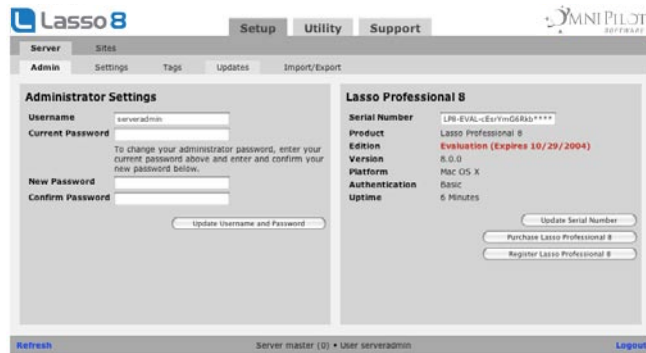 Lasso 8
Setup Utility Support
OMNIPILOT
SOFTWARE
Server Sites
Admin Settings Tags Updates Import/Export
Administrator Settings
Username serveradmin
Current Password
To change your administrator password, enter your
current password above and enter and confirm your
new password below.
New Password
Confirm Password
Update Username and Password
Lasso Professional 8
Serial Number LP8-EVAL-cEsrYmG6Rkb****
Product Lasso Professional 8
Edition Evaluation (Expires 10/29/2004)
Version 8.0.0
Platform Mac OS X
Authentication Basic
Uptime 6 Minutes
Update Serial Number
Purchase Lasso Professional 8
Register Lasso Professional 8
Refresh Server master (0) • User serveradmin Logout